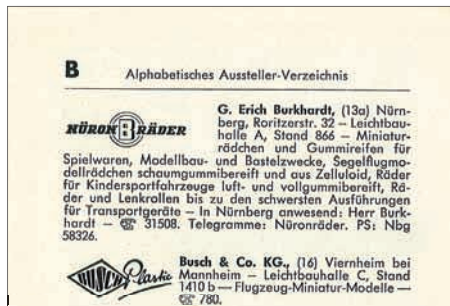 B
Alphabetisches Aussteller-Verzeichnis
NÜRON B RÄDER
G. Erich Burkhardt, (13a) Nürn-
berg, Roritzerstr. 32 – Leichtbau-
halle A, Stand 866 – Miniatur-
rädchen und Gummireifen für
Spielwaren, Modellbau- und Bastelzwecke, Segelflugmo-
dellrädchen schaumgummibereift und aus Zelluloid, Räder
für Kindersportfahrzeuge luft- und vollgummibereift, Rä-
der und Lenkrollen bis zu den schwersten Ausführungen
für Transportgeräte – In Nürnberg anwesend: Herr Burk-
hardt – ☏ 31508. Telegramme: Nüronräder. PS: Nbg
58326.
BUSCH Plastic
Busch & Co. KG., (16) Viernheim bei
Mannheim – Leichtbauhalle C, Stand
1410 b — Flugzeug-Miniatur-Modelle —
☏ 780.